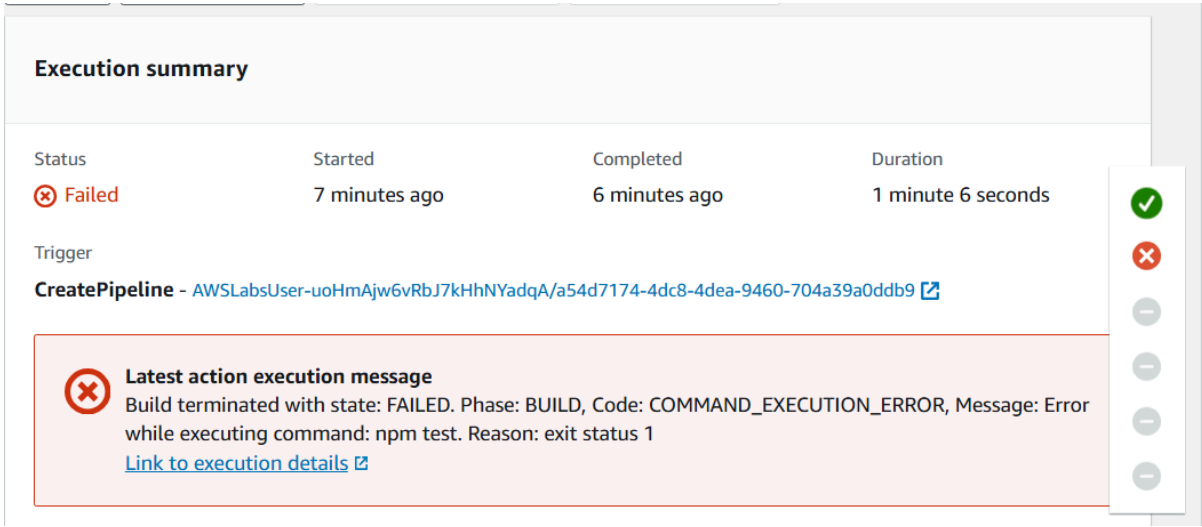 Execution summary
Status
Started
Completed
Duration
Failed
7 minutes ago
6 minutes ago
1 minute 6 seconds
Trigger
CreatePipeline - AWSLabsUser-uoHmAjw6vRbJ7kHhNYadqA/a54d7174-4dc8-4dea-9460-704a39a0ddb9
Latest action execution message
Build terminated with state: FAILED. Phase: BUILD, Code: COMMAND_EXECUTION_ERROR, Message: Error
while executing command: npm test. Reason: exit status 1
Link to execution details